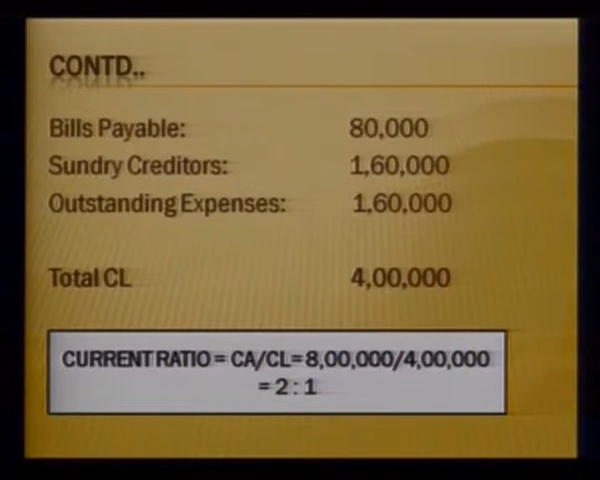 CONTD..
Bills Payable: 80,000
Sundry Creditors: 1,60,000
Outstanding Expenses: 1,60,000
Total CL 4,00,000
CURRENT RATIO = CA/CL= 8,00,000/4,00,000
= 2 : 1